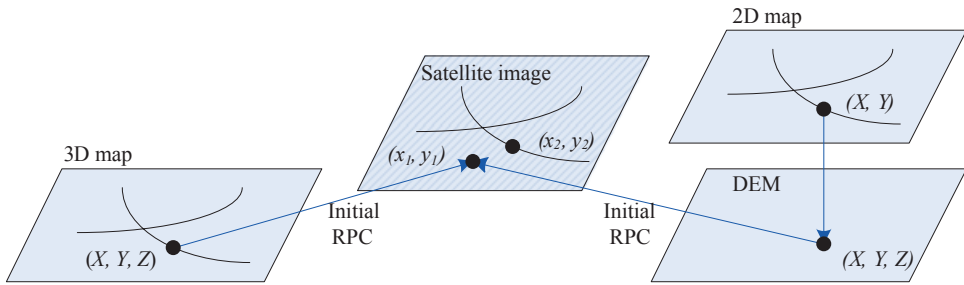 2D map
Satellite image
(X, Y)
(x₂, y₂)
(x₁, y₁)
3D map
DEM
Initial
RPC
Initial
RPC
(X, Y, Z)
(X, Y, Z)